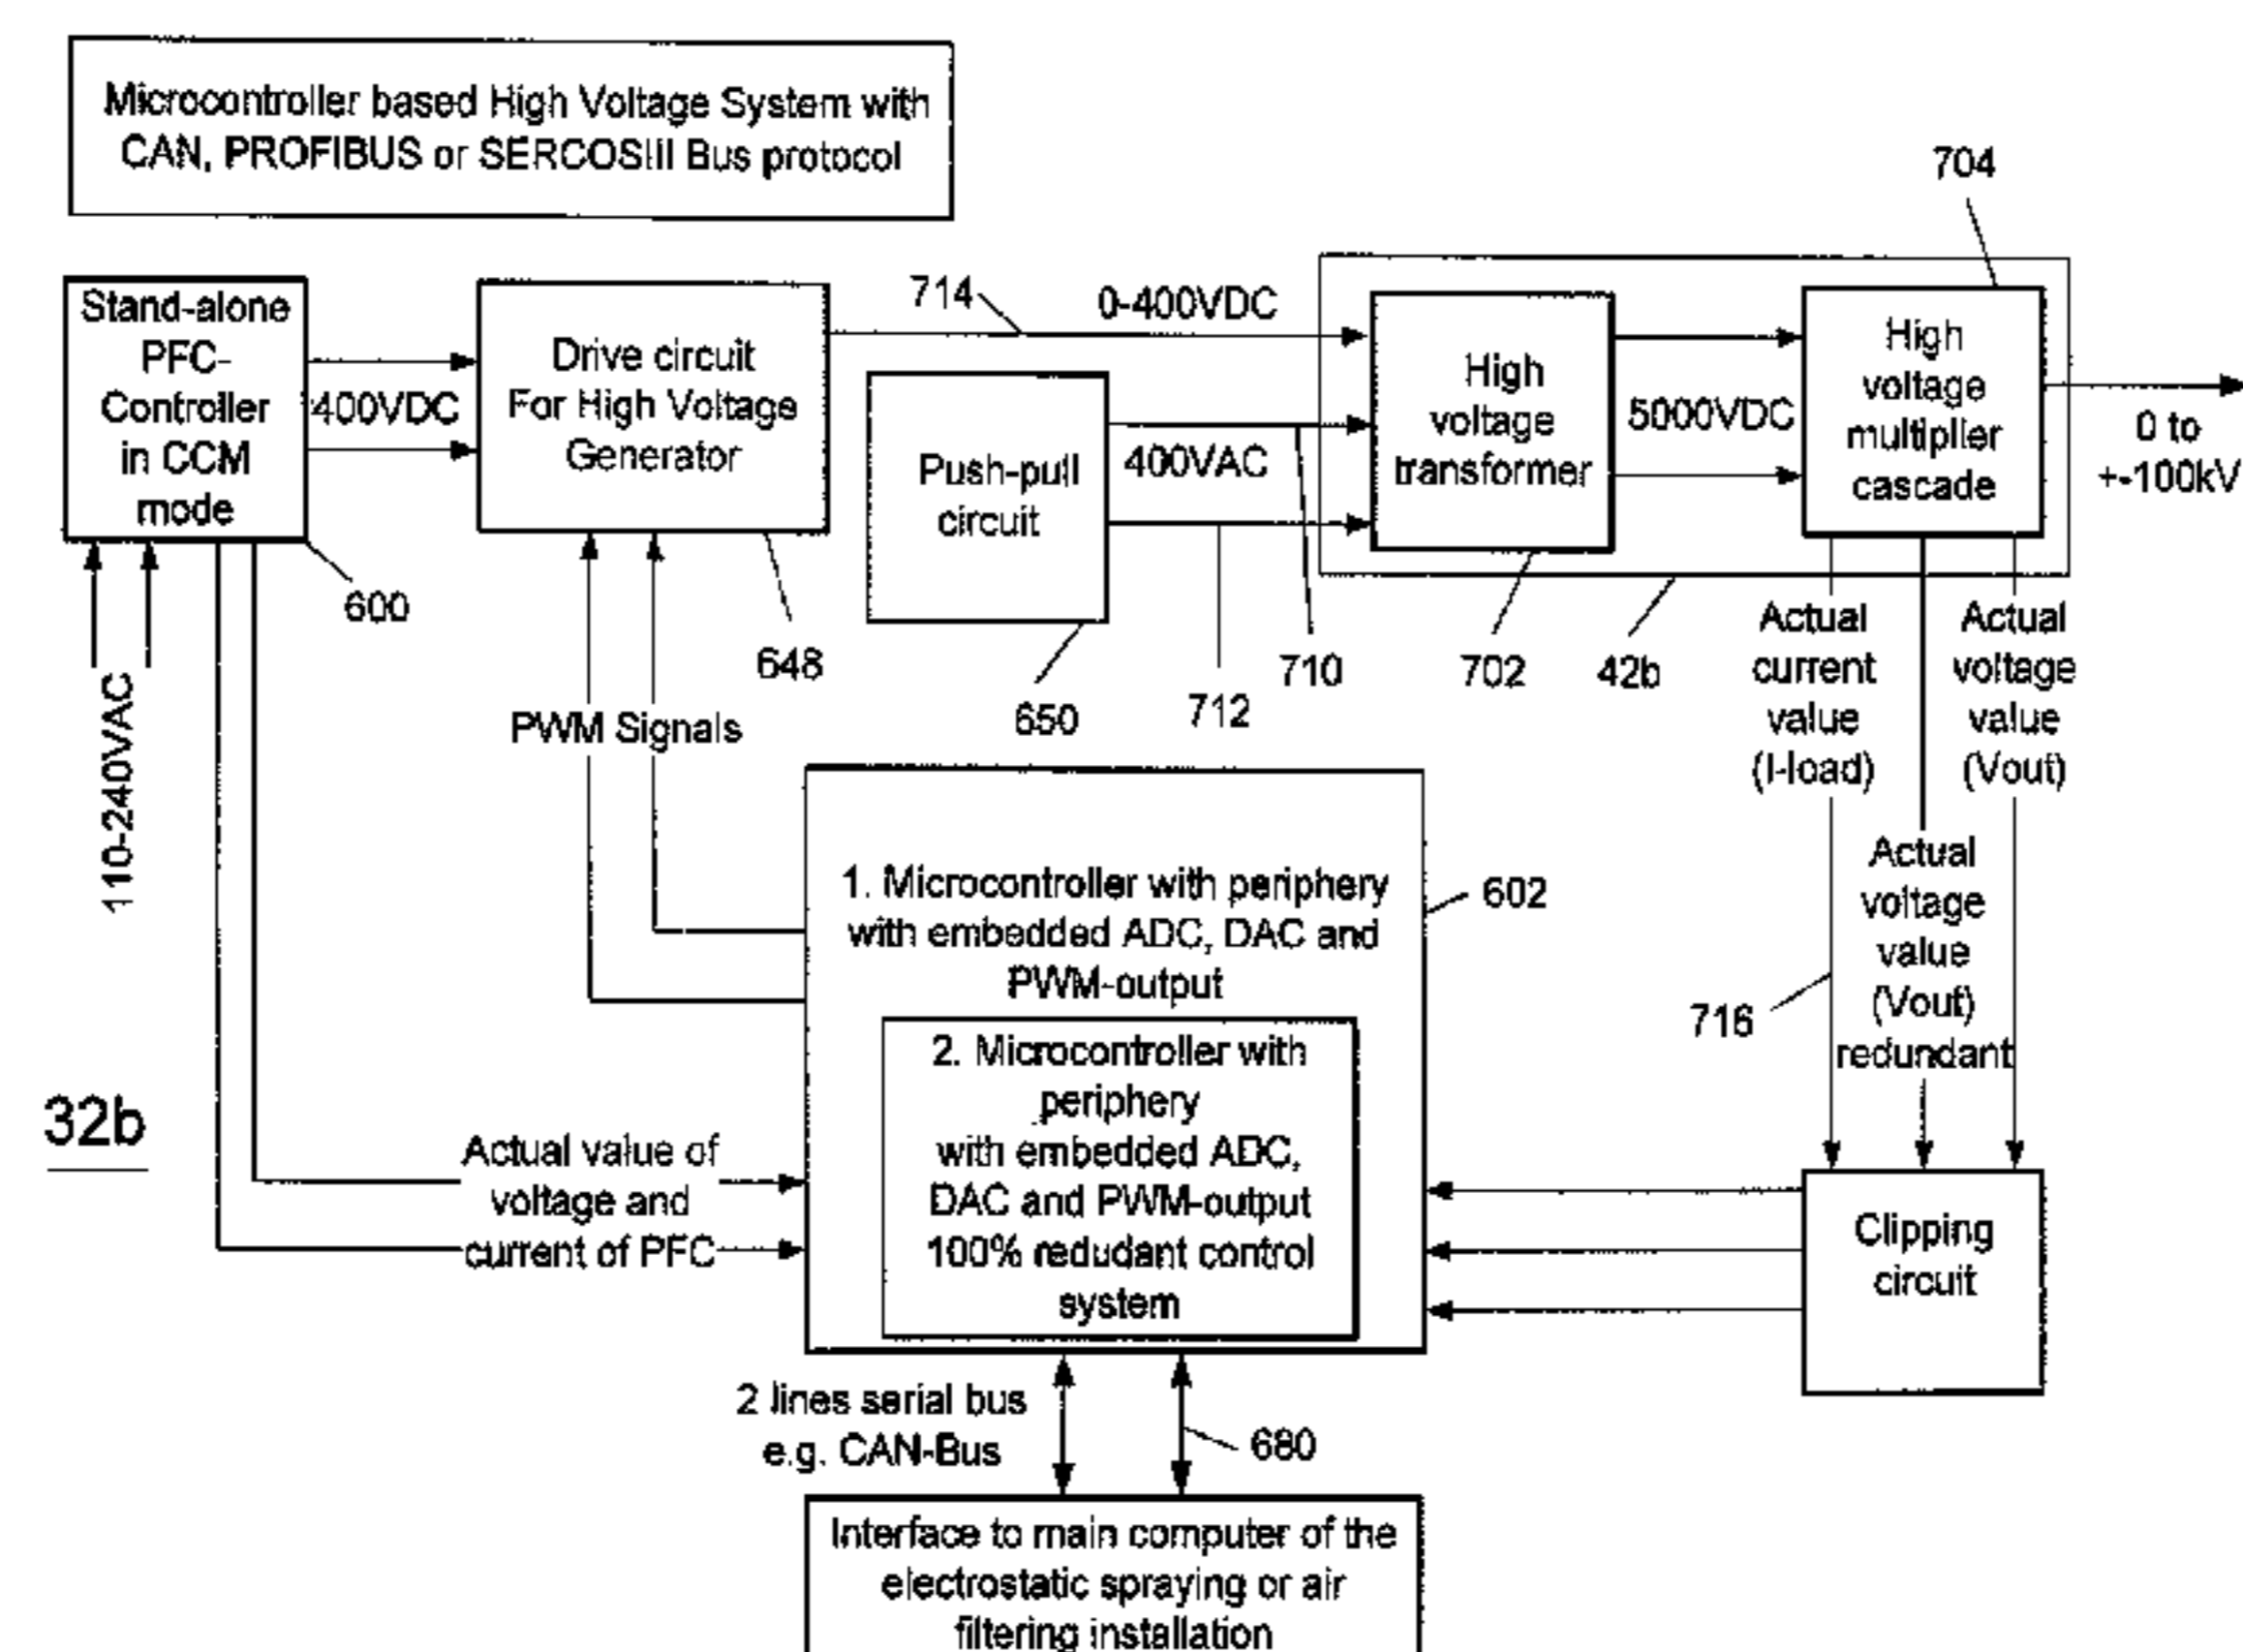 Microcontroller based High Voltage System with
CAN, PROFIBUS or SERCOSIII Bus protocol
704
Stand-alone
PFC-
Controller
in CCM
mode
400VDC
Drive circuit
For High Voltage
Generator
714
0-400VDC
Push-pull
circuit
400VAC
High
voltage
transformer
5000VDC
High
voltage
multiplier
cascade
0 to
+-100kV
600
648
650
712
710
702
42b
110-240VAC
PWM Signals
Actual
current
value
(I-load)
Actual
voltage
value
(Vout)
Actual
voltage
value
(Vout)
redundant
716
1. Microcontroller with periphery
with embedded ADC, DAC and
PWM-output
602
2. Microcontroller with
periphery
with embedded ADC,
DAC and PWM-output
100% redudant control
system
32b
Actual value of
voltage and
current of PFC
Clipping
circuit
2 lines serial bus
e.g. CAN-Bus
680
Interface to main computer of the
electrostatic spraying or air
filtering installation